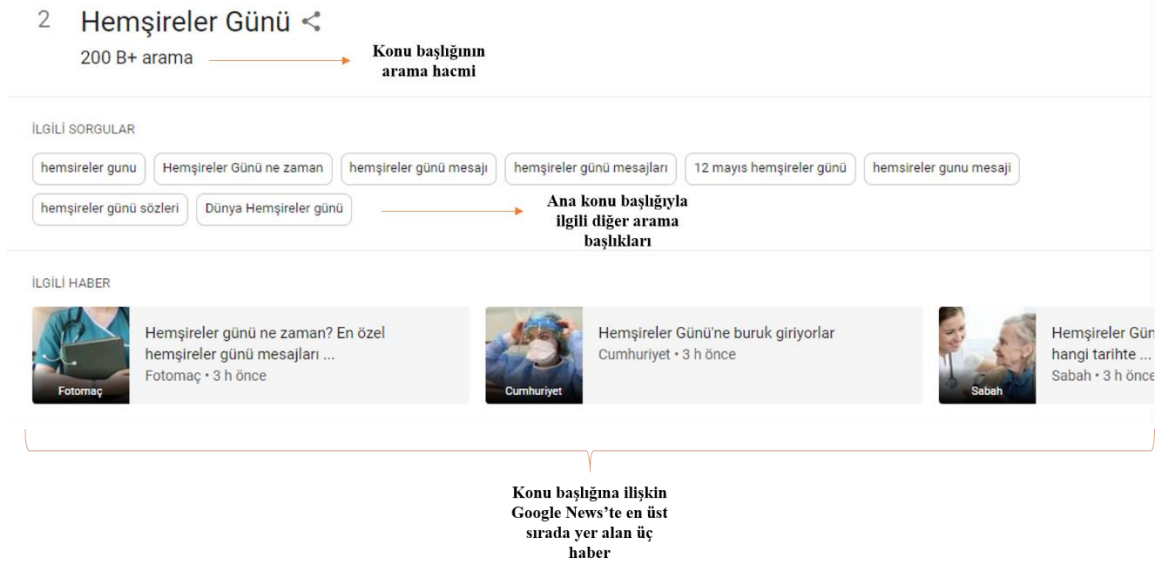 2 Hemşireler Günü
200 B+ arama
Konu başlığının
arama hacmi
İLGİLİ SORGULAR
hemsireler gunu
Hemşireler Günü ne zaman
hemşireler günü mesajı
hemşireler günü mesajları
12 mayıs hemşireler günü
hemsireler gunu mesaji
hemşireler günü sözleri
Dünya Hemşireler günü
Ana konu başlığıyla
ilgili diğer arama
başlıkları
İLGİLİ HABER
Fotomaç
Hemşireler günü ne zaman? En özel
hemşireler günü mesajları ...
Fotomaç • 3 h önce
Cumhuriyet
Hemşireler Günü'ne buruk giriyorlar
Cumhuriyet • 3 h önce
Sabah
Hemşireler Gün
hangi tarihte ...
Sabah • 3 h önce
Konu başlığına ilişkin
Google News’te en üst
sırada yer alan üç
haber